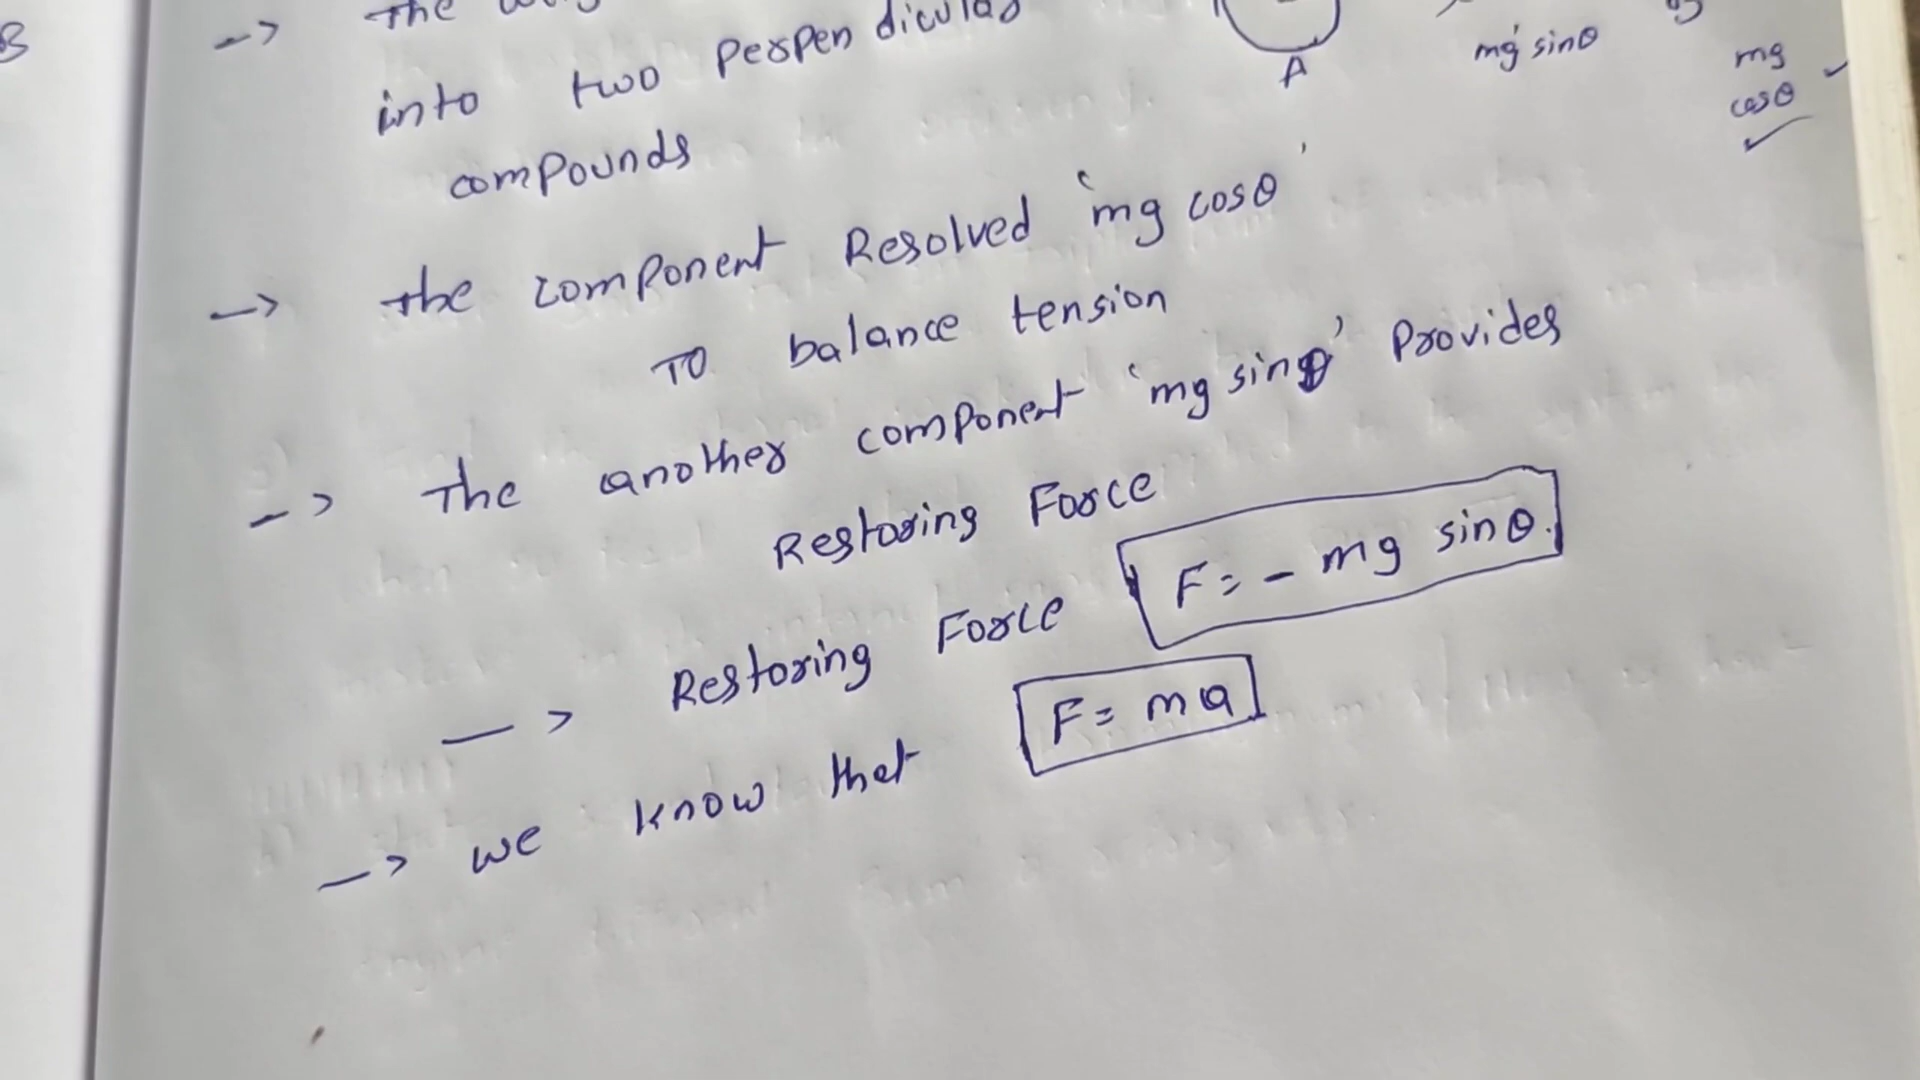 -> The
into two perpendicular
compounds
A
mg sinθ
mg
cosθ
-> the component Resolved 'mg cosθ'
To balance tension
-> The another component 'mg sinθ' Provides
Restoring Force
-> Restoring Force F = - mg sinθ.
-> we know that F = ma